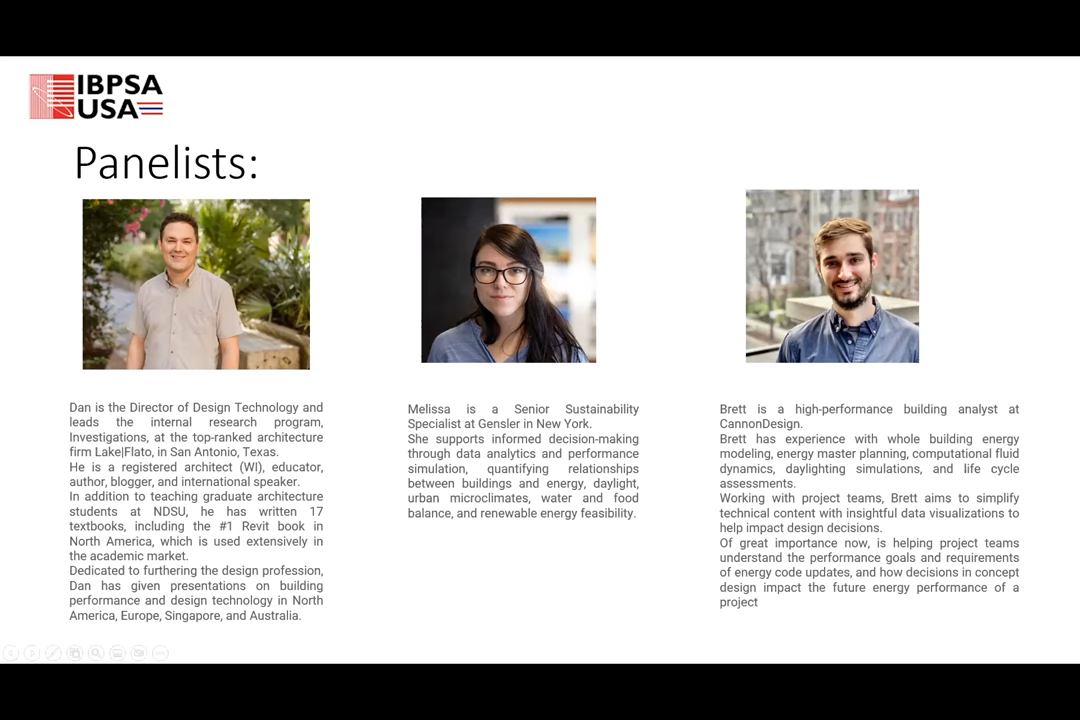 IBPSA
USA
Panelists:
Dan is the Director of Design Technology and
leads the internal research program,
Investigations, at the top-ranked architecture
firm Lake|Flato, in San Antonio, Texas.
He is a registered architect (WI), educator,
author, blogger, and international speaker.
In addition to teaching graduate architecture
students at NDSU, he has written 17
textbooks, including the #1 Revit book in
North America, which is used extensively in
the academic market.
Dedicated to furthering the design profession,
Dan has given presentations on building
performance and design technology in North
America, Europe, Singapore, and Australia.
Melissa is a Senior Sustainability
Specialist at Gensler in New York.
She supports informed decision-making
through data analytics and performance
simulation, quantifying relationships
between buildings and energy, daylight,
urban microclimates, water and food
balance, and renewable energy feasibility.
Brett is a high-performance building analyst at
CannonDesign.
Brett has experience with whole building energy
modeling, energy master planning, computational fluid
dynamics, daylighting simulations, and life cycle
assessments.
Working with project teams, Brett aims to simplify
technical content with insightful data visualizations to
help impact design decisions.
Of great importance now, is helping project teams
understand the performance goals and requirements
of energy code updates, and how decisions in concept
design impact the future energy performance of a
project